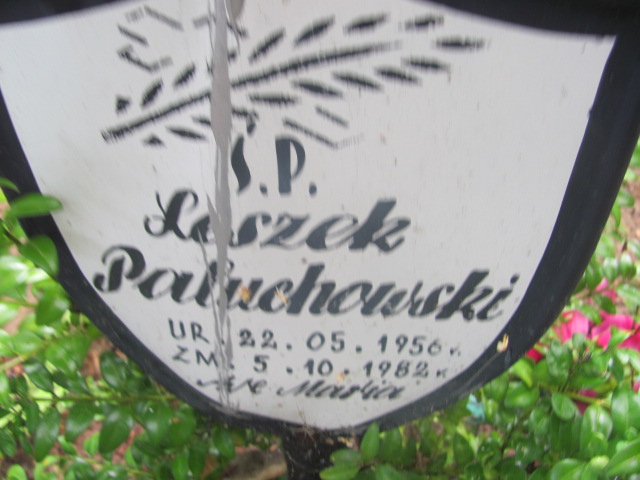 Ś.P.
Leszek
Paluchowski
UR. 22.05.1956 r.
ZM. 5.10.1982 r.
Ave Maria